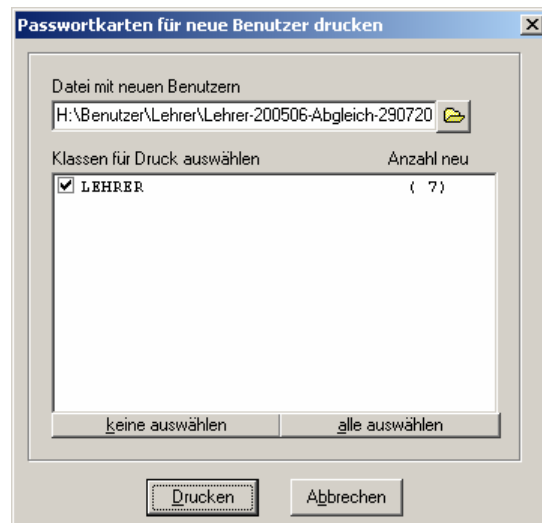 Passwortkarten für neue Benutzer drucken
Datei mit neuen Benutzern
H:\Benutzer\Lehrer\Lehrer-200506-Abgleich-290720
Klassen für Druck auswählen Anzahl neu
LEHRER ( 7)
keine auswählen alle auswählen
Drucken Abbrechen